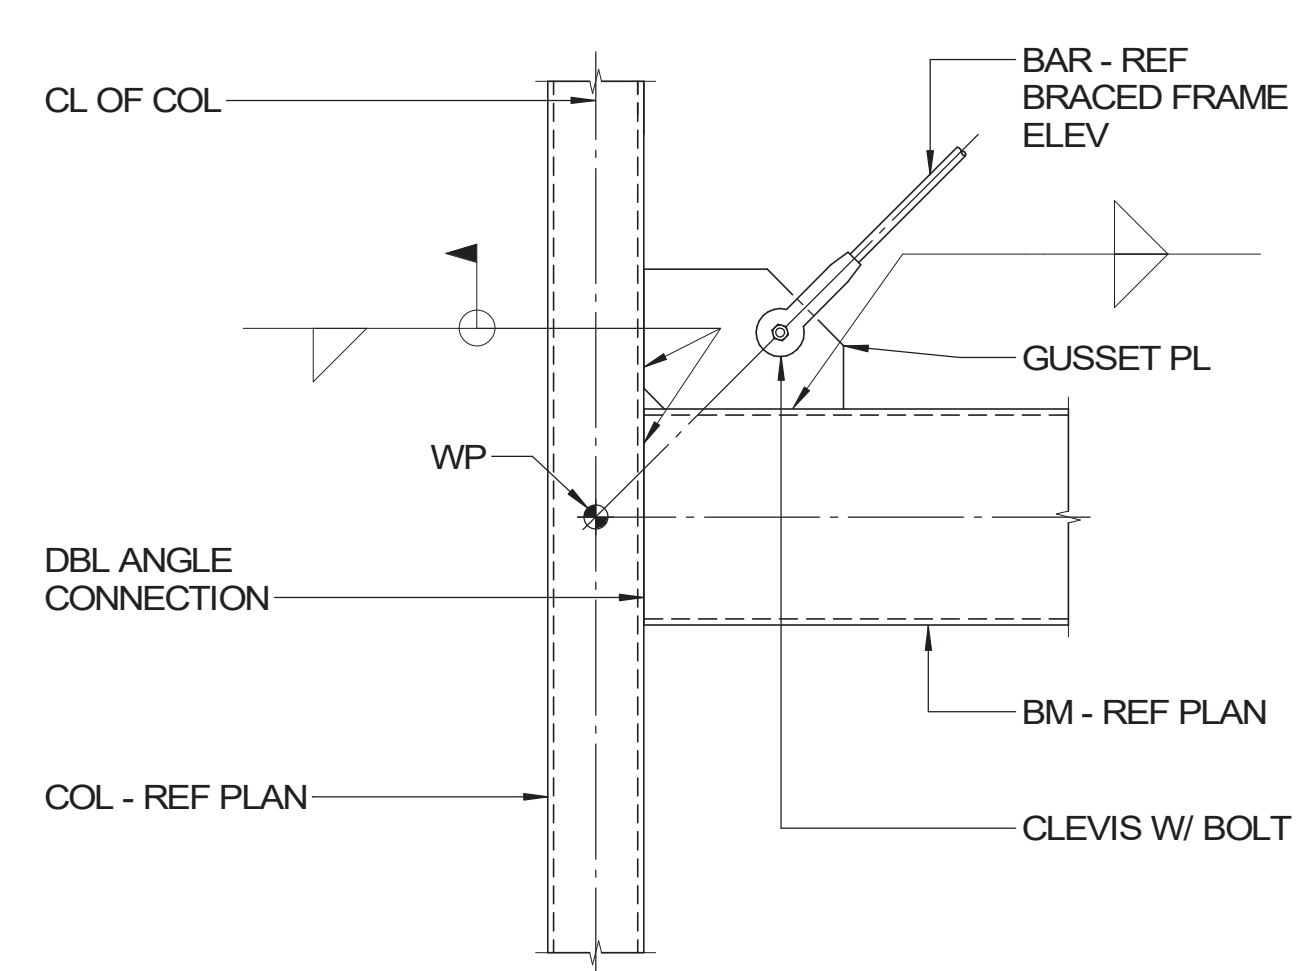 BAR - REF
BRACED FRAME
ELEV
CL OF COL
GUSSET PL
WP
DBL ANGLE
CONNECTION
BM - REF PLAN
COL - REF PLAN
CLEVIS W/ BOLT